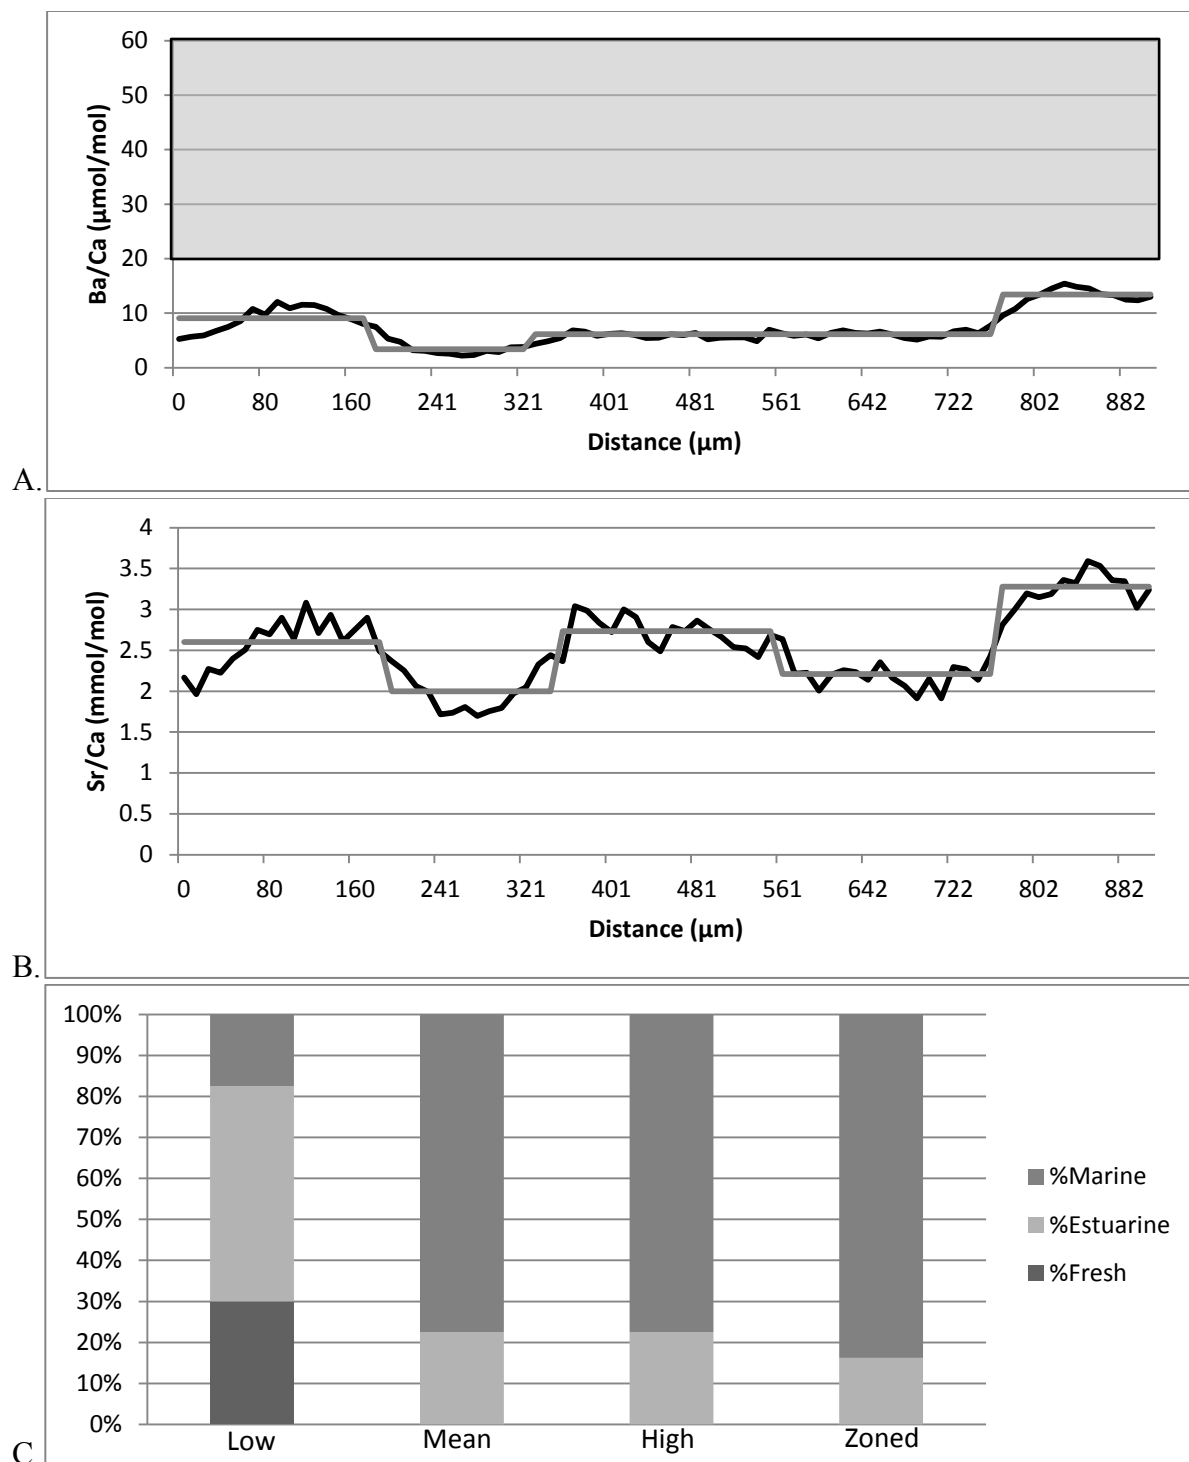 60
50
40
30
20
10
0
Ba/Ca (µmol/mol)
0 80 160 241 321 401 481 561 642 722 802 882
Distance (µm)
A.
4
3.5
3
2.5
2
1.5
1
0.5
0
Sr/Ca (mmol/mol)
0 80 160 241 321 401 481 561 642 722 802 882
Distance (µm)
B.
100%
90%
80%
70%
60%
50%
40%
30%
20%
10%
0%
Low Mean High Zoned
%Marine
%Estuarine
%Fresh
C